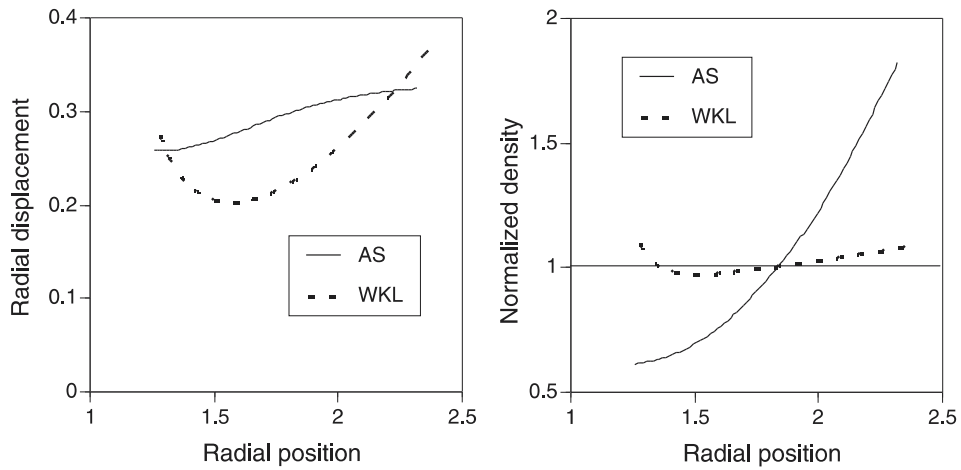 0.4
0.3
0.2
0.1
0
Radial displacement
AS
WKL
1
1.5
2
2.5
Radial position
2
1.5
1
0.5
Normalized density
AS
WKL
1
1.5
2
2.5
Radial position